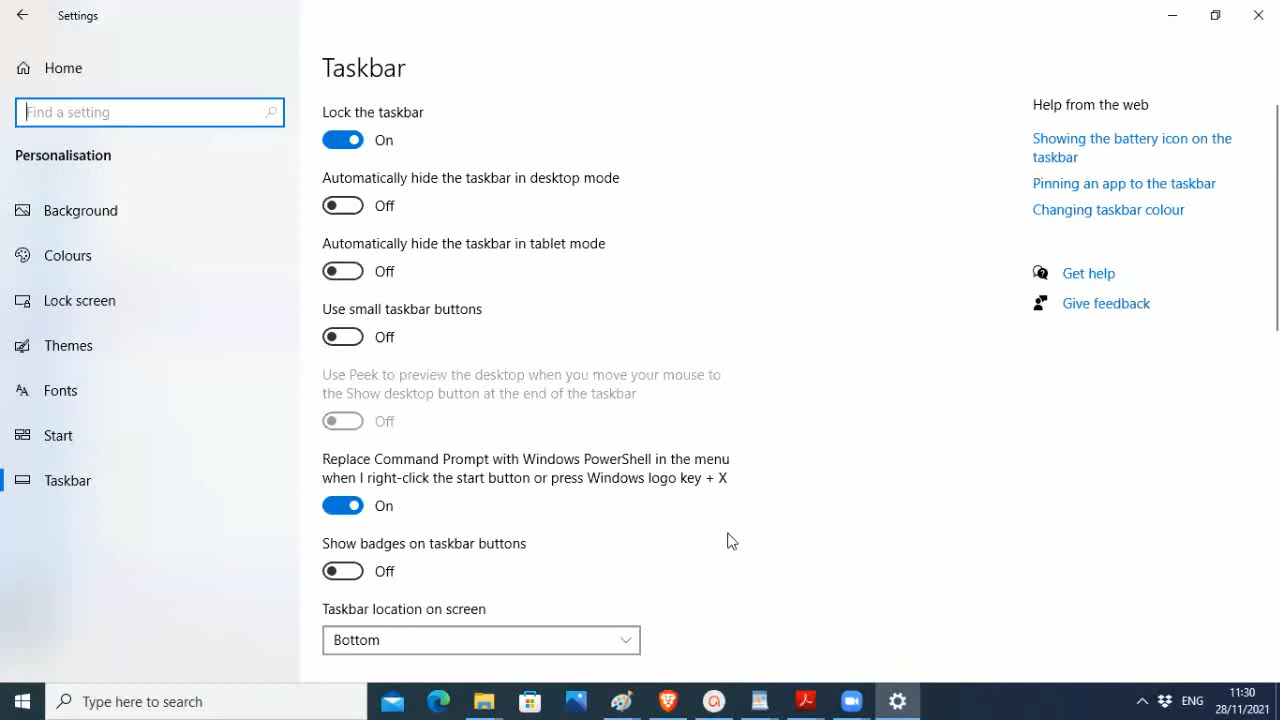 Settings
Home
Find a setting
Personalisation
Background
Colours
Lock screen
Themes
Fonts
Start
Taskbar
Taskbar
Lock the taskbar
On
Automatically hide the taskbar in desktop mode
Off
Automatically hide the taskbar in tablet mode
Off
Use small taskbar buttons
Off
Use Peek to preview the desktop when you move your mouse to
the Show desktop button at the end of the taskbar
Off
Replace Command Prompt with Windows PowerShell in the menu
when I right-click the start button or press Windows logo key + X
On
Show badges on taskbar buttons
Off
Taskbar location on screen
Bottom
Help from the web
Showing the battery icon on the
taskbar
Pinning an app to the taskbar
Changing taskbar colour
Get help
Give feedback
Type here to search
ENG
11:30
28/11/2021